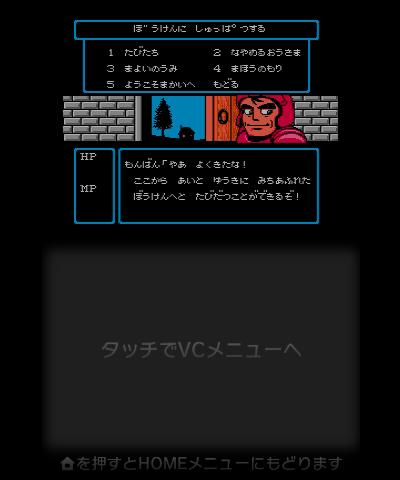 ぼうけんに しゅっぱつする
1 たびたち 2 なやめるおうさま
3 まよいのうみ 4 まほうのもり
5 ようこそまかいへ もどる
HP
MP
もんばん「やあ よくきたな!
ここから あいと ゆうきに みちあふれた
ぼうけんへと たびだつことができるぞ!
タッチでVCメニューへ
を押すとHOMEメニューにもどります